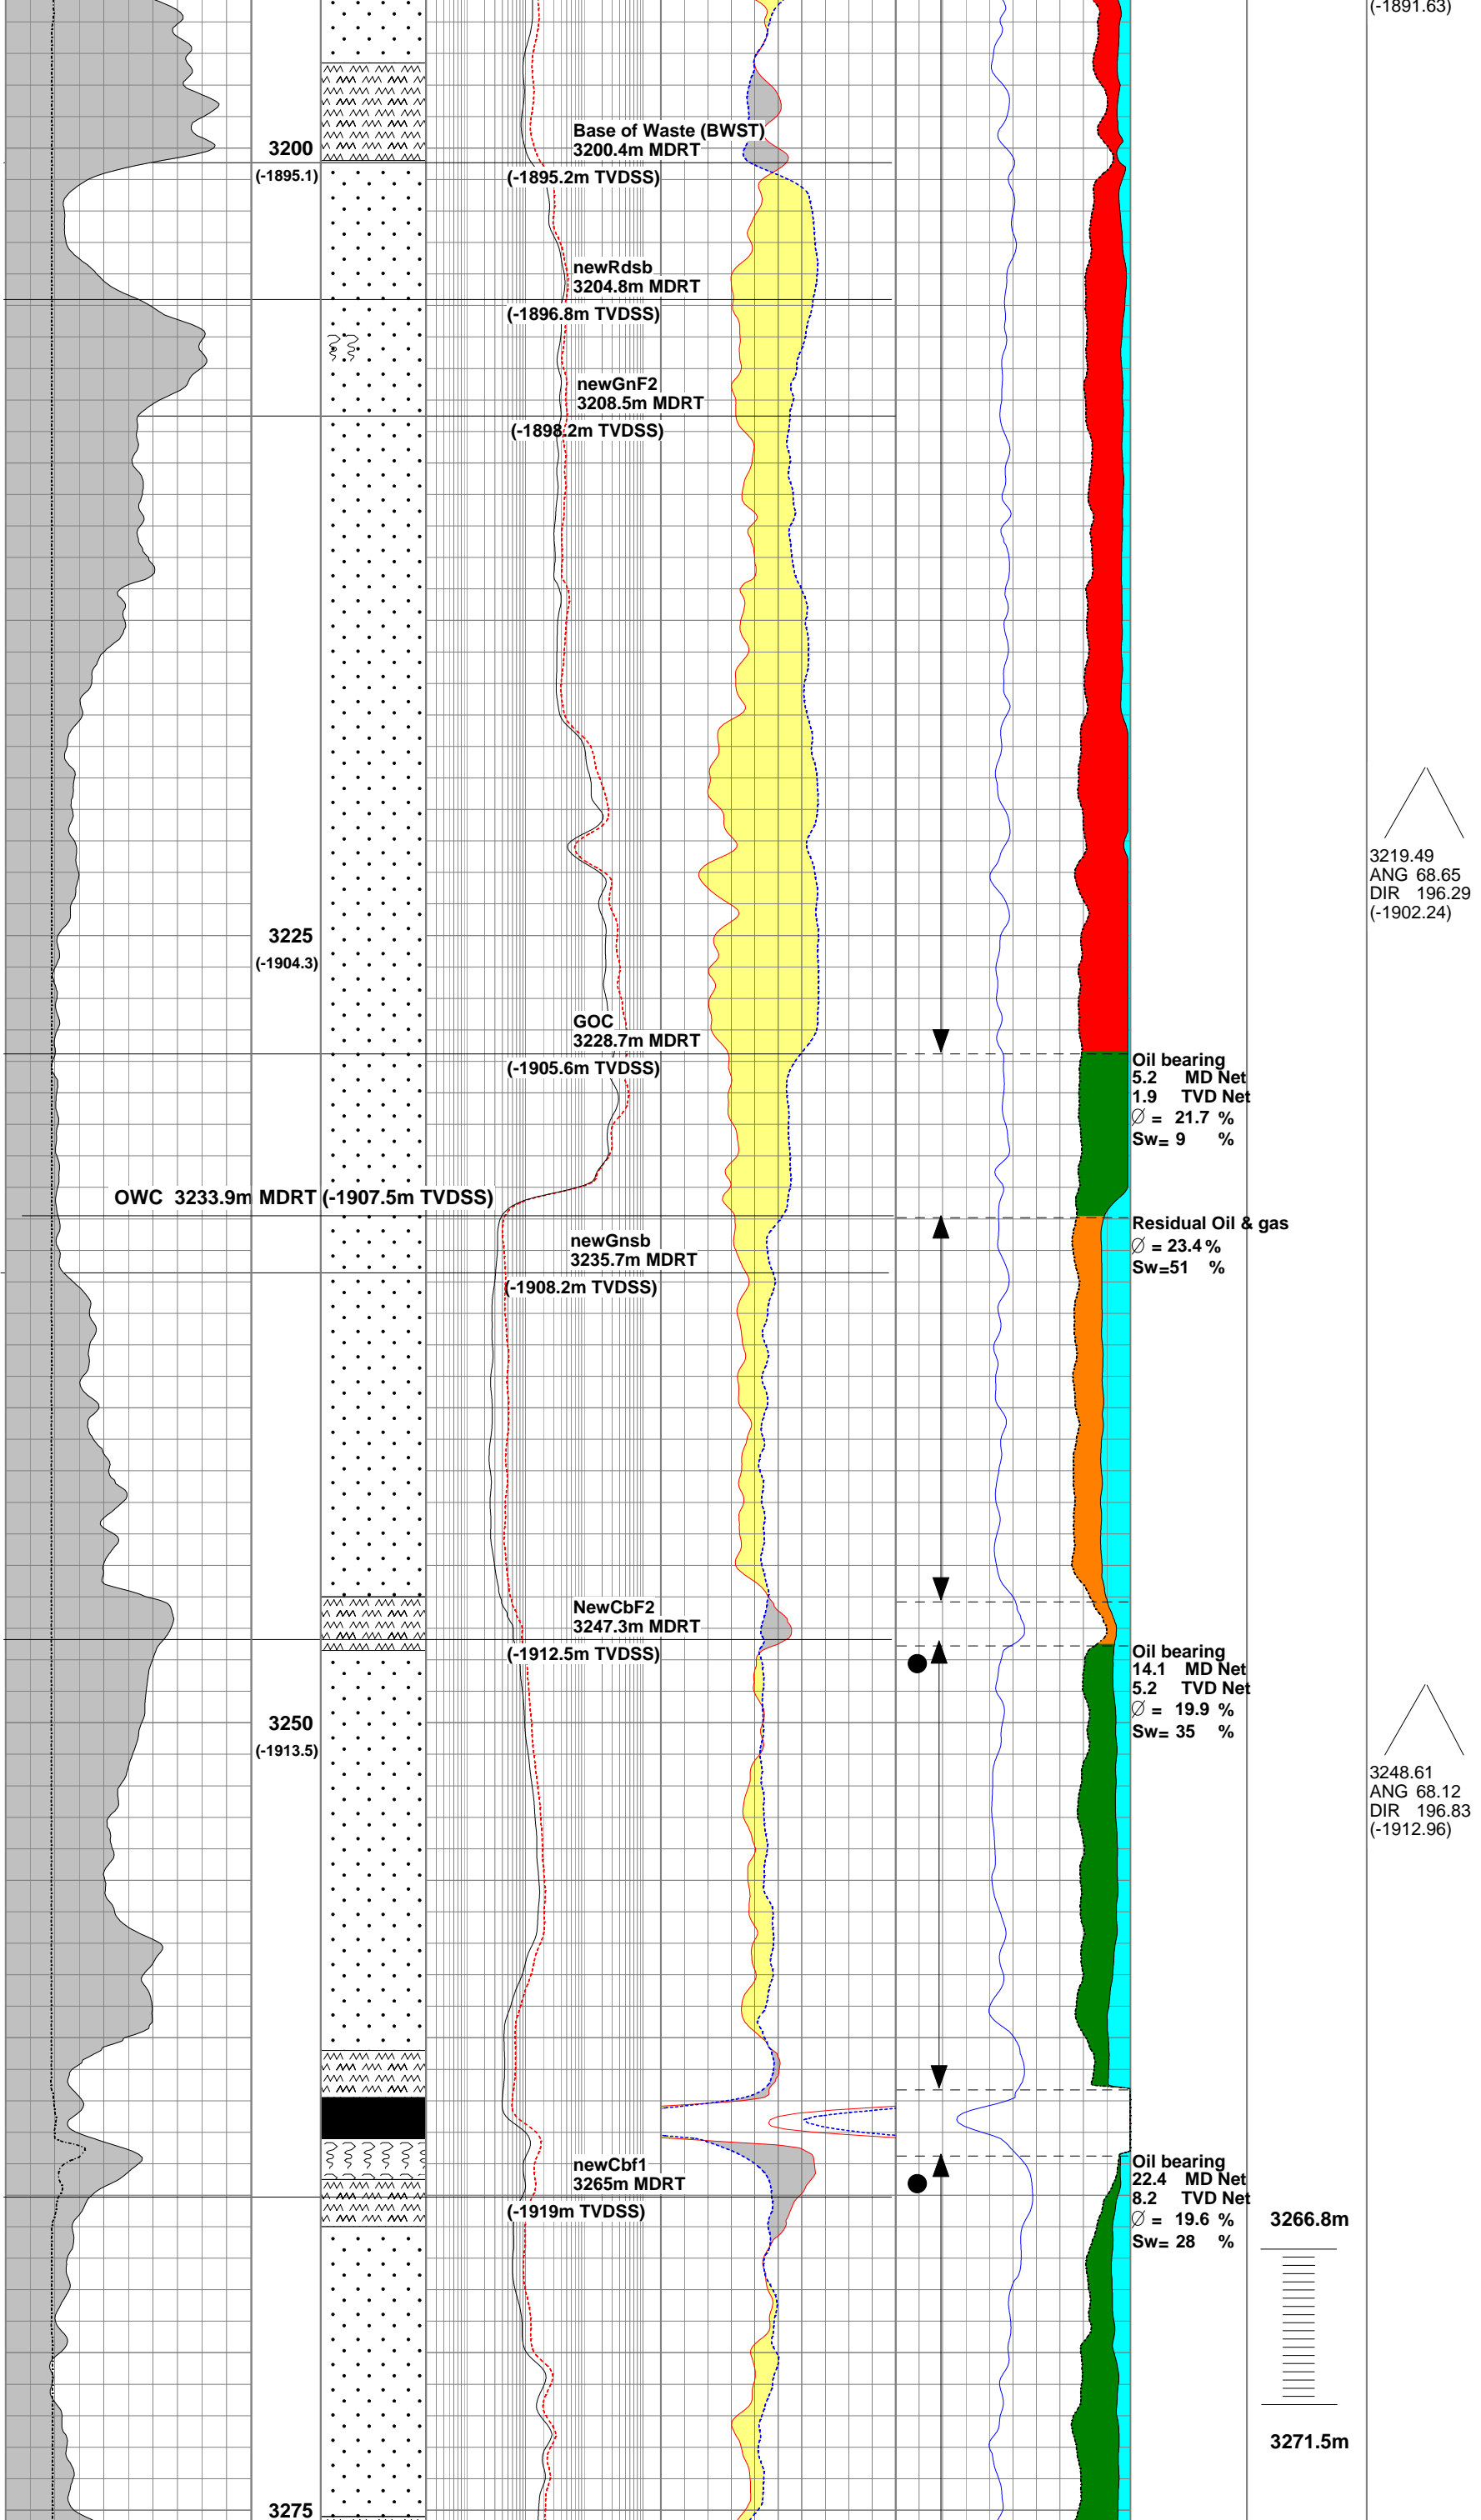 (-1891.63)
Base of Waste (BWST)
3200.4m MDRT
(-1895.2m TVDSS)
3200
(-1895.1)
newRdsb
3204.8m MDRT
(-1896.8m TVDSS)
newGnF2
3208.5m MDRT
(-1898.2m TVDSS)
3219.49
ANG 68.65
DIR 196.29
(-1902.24)
3225
(-1904.3)
GOC
3228.7m MDRT
(-1905.6m TVDSS)
Oil bearing
5.2 MD Net
1.9 TVD Net
Ø = 21.7 %
Sw= 9 %
OWC 3233.9m MDRT (-1907.5m TVDSS)
Residual Oil & gas
Ø = 23.4 %
Sw=51 %
newGnsb
3235.7m MDRT
(-1908.2m TVDSS)
NewCbF2
3247.3m MDRT
(-1912.5m TVDSS)
Oil bearing
14.1 MD Net
5.2 TVD Net
Ø = 19.9 %
Sw= 35 %
3250
(-1913.5)
3248.61
ANG 68.12
DIR 196.83
(-1912.96)
newCbf1
3265m MDRT
(-1919m TVDSS)
Oil bearing
22.4 MD Net
8.2 TVD Net
Ø = 19.6 %
Sw= 28 %
3266.8m
3271.5m
3275